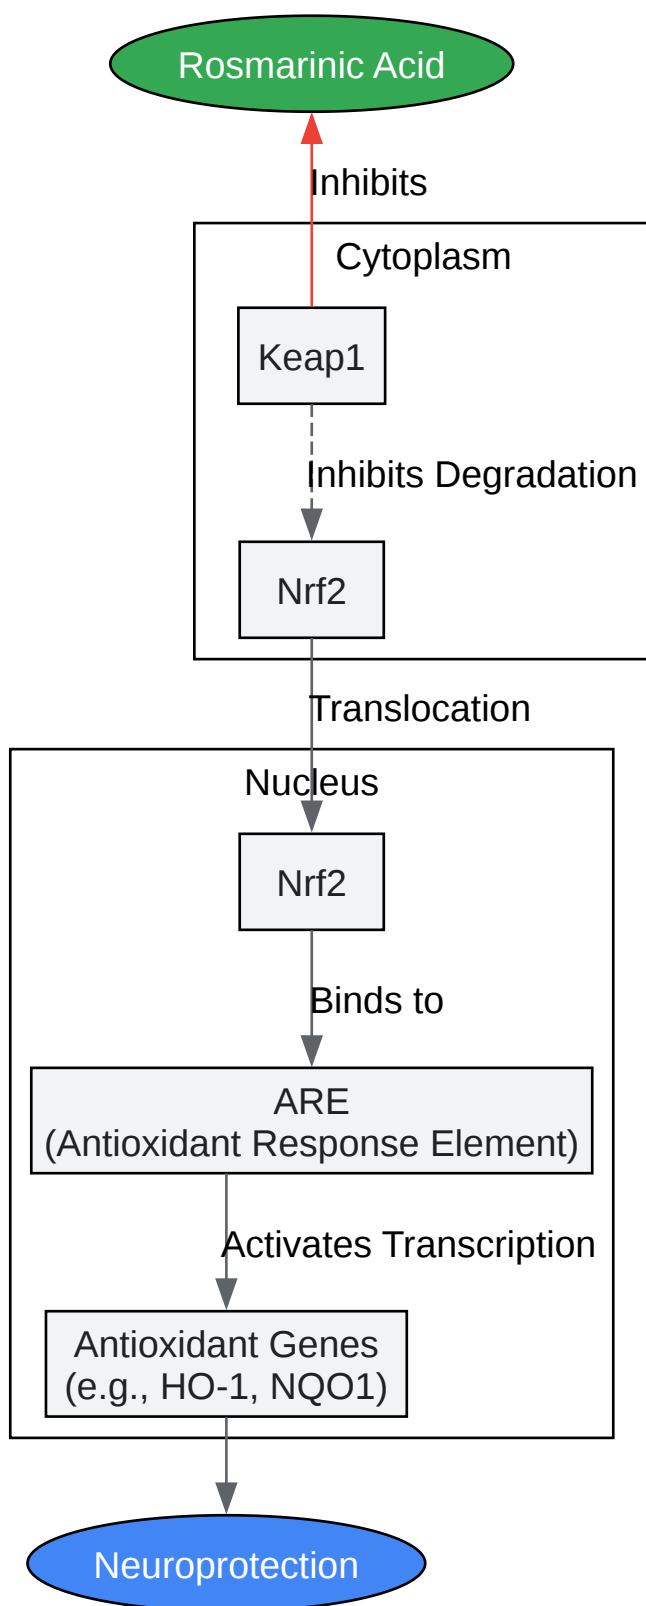 Rosmarinic Acid
Inhibits
Cytoplasm
Keap1
Inhibits Degradation
Nrf2
Translocation
Nucleus
Nrf2
Binds to
ARE
(Antioxidant Response Element)
Activates Transcription
Antioxidant Genes
(e.g., HO-1, NQO1)
Neuroprotection